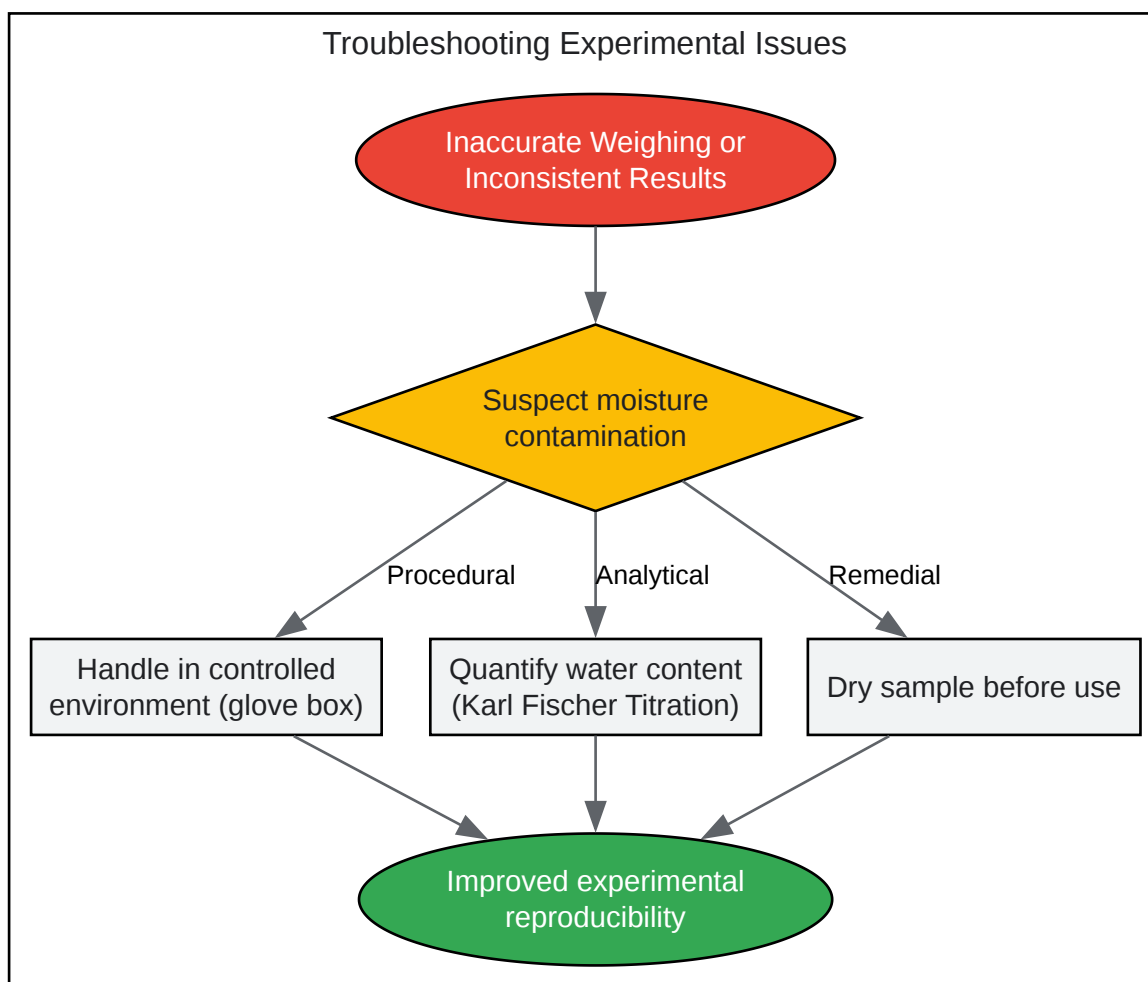 Troubleshooting Experimental Issues
Inaccurate Weighing or
Inconsistent Results
Suspect moisture
contamination
Procedural
Analytical
Remedial
Handle in controlled
environment (glove box)
Quantify water content
(Karl Fischer Titration)
Dry sample before use
Improved experimental
reproducibility